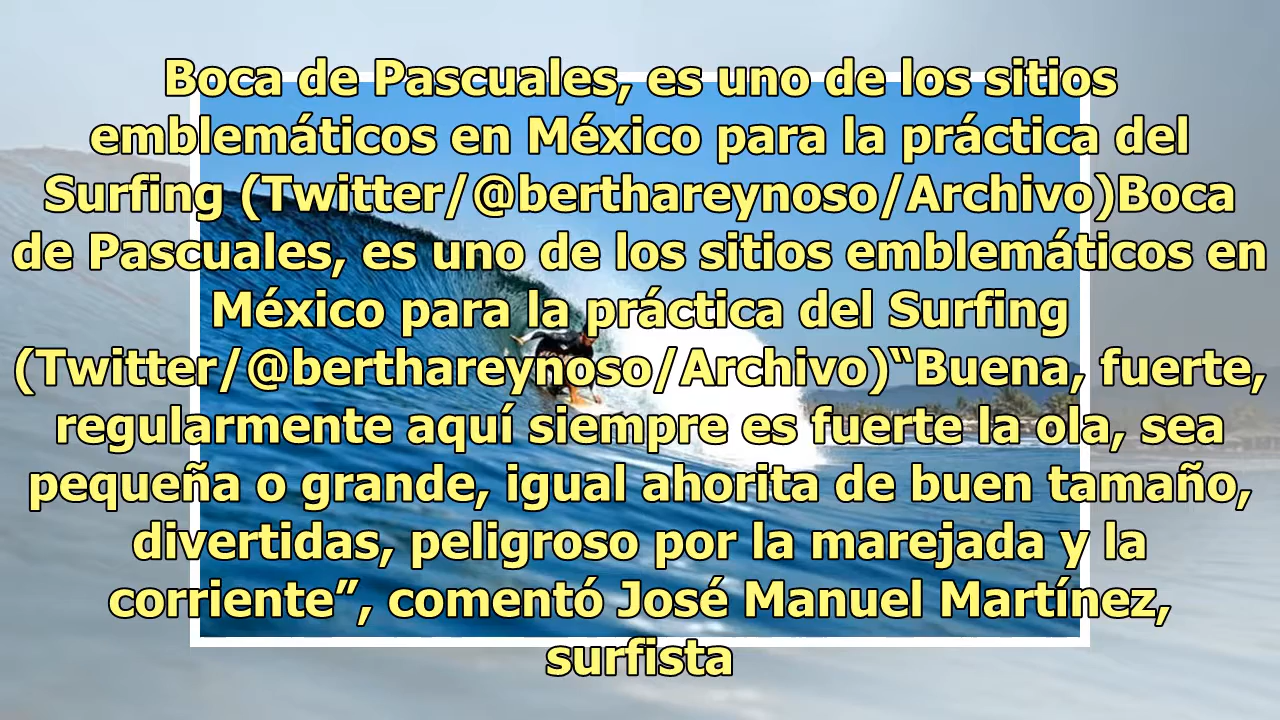 Boca de Pascuales, es uno de los sitios
emblemáticos en México para la práctica del
Surfing (Twitter/@berthareynoso/Archivo)Boca
de Pascuales, es uno de los sitios emblemáticos en
México para la práctica del Surfing
(Twitter/@berthareynoso/Archivo)“Buena, fuerte,
regularmente aquí siempre es fuerte la ola, sea
pequeña o grande, igual ahorita de buen tamaño,
divertidas, peligroso por la marejada y la
corriente”, comentó José Manuel Martínez,
surfista